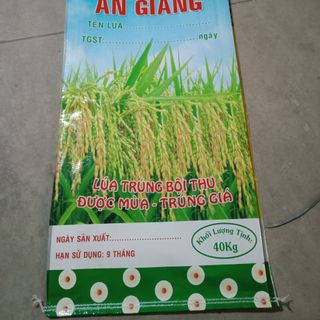 AN GIANG
TÊN LÚA:........................
TGST:........................ngày
LÚA TRÚNG BỘI THU
ĐƯỢC MÙA - TRÚNG GIÁ
NGÀY SẢN XUẤT:........................
HẠN SỬ DỤNG: 9 THÁNG
Khối Lượng Tịnh:
40Kg